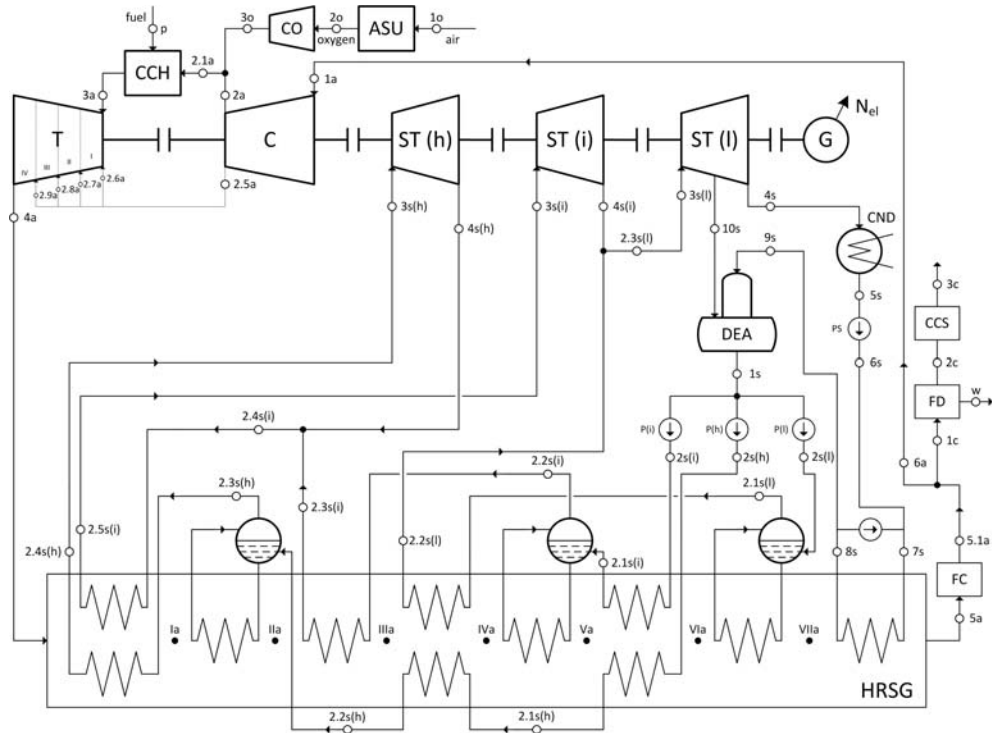 fuel
p
3o
CO
2o
oxygen
ASU
1o
air
CCH
2.1a
3a
2a
1a
T
IV
III
II
I
2.9a
2.8a
2.7a
2.6a
C
2.5a
ST (h)
ST (i)
ST (l)
G
Nel
4a
3s(h)
4s(h)
3s(i)
4s(i)
2.3s(l)
3s(l)
10s
9s
4s
CND
5s
PS
6s
DEA
1s
3c
CCS
2c
FD
w
1c
6a
P(i)
P(h)
P(l)
2s(i)
2s(h)
2s(l)
2.4s(i)
2.3s(h)
2.3s(i)
2.2s(i)
2.1s(l)
2.5s(i)
2.4s(h)
2.2s(l)
2.1s(i)
8s
7s
5.1a
FC
5a
Ia
IIa
IIIa
IVa
Va
VIa
VIIa
HRSG
2.2s(h)
2.1s(h)